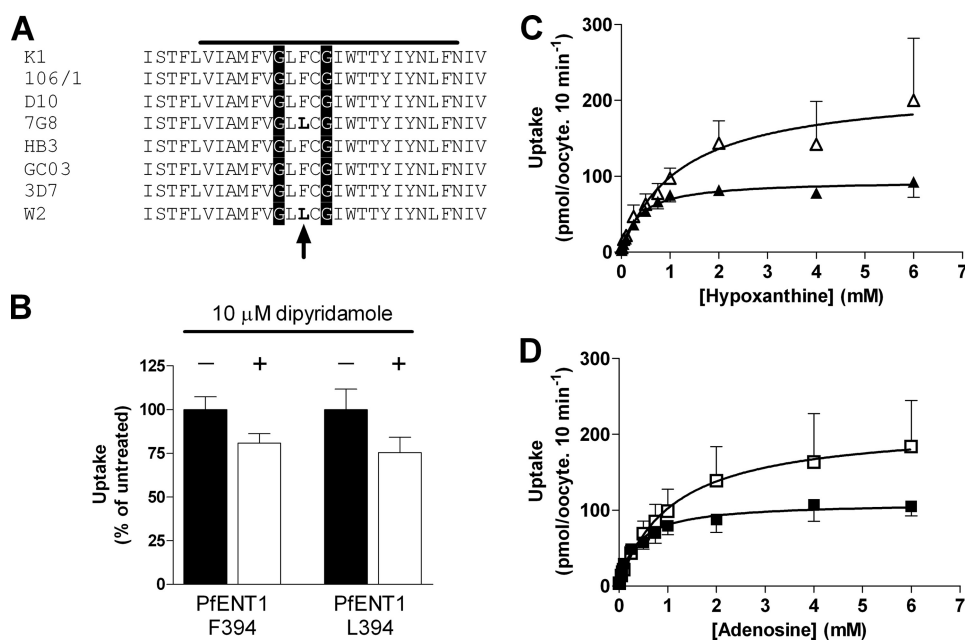 A
K1 ISTFLVIAMFVGLFCGIWTTYIYNLFNIV
106/1 ISTFLVIAMFVGLFCGIWTTYIYNLFNIV
D10 ISTFLVIAMFVGLFCGIWTTYIYNLFNIV
7G8 ISTFLVIAMFVGLLCGIWTTYIYNLFNIV
HB3 ISTFLVIAMFVGLFCGIWTTYIYNLFNIV
GC03 ISTFLVIAMFVGLFCGIWTTYIYNLFNIV
3D7 ISTFLVIAMFVGLFCGIWTTYIYNLFNIV
W2 ISTFLVIAMFVGLLCGIWTTYIYNLFNIV
B
10 μM dipyridamole
− + − +
125
100
75
50
25
0
Uptake
(% of untreated)
PfENT1 F394
PfENT1 L394
C
300
200
100
0
Uptake
(pmol/oocyte. 10 min⁻¹)
0 1 2 3 4 5 6 7
[Hypoxanthine] (mM)
D
300
200
100
0
Uptake
(pmol/oocyte. 10 min⁻¹)
0 1 2 3 4 5 6 7
[Adenosine] (mM)